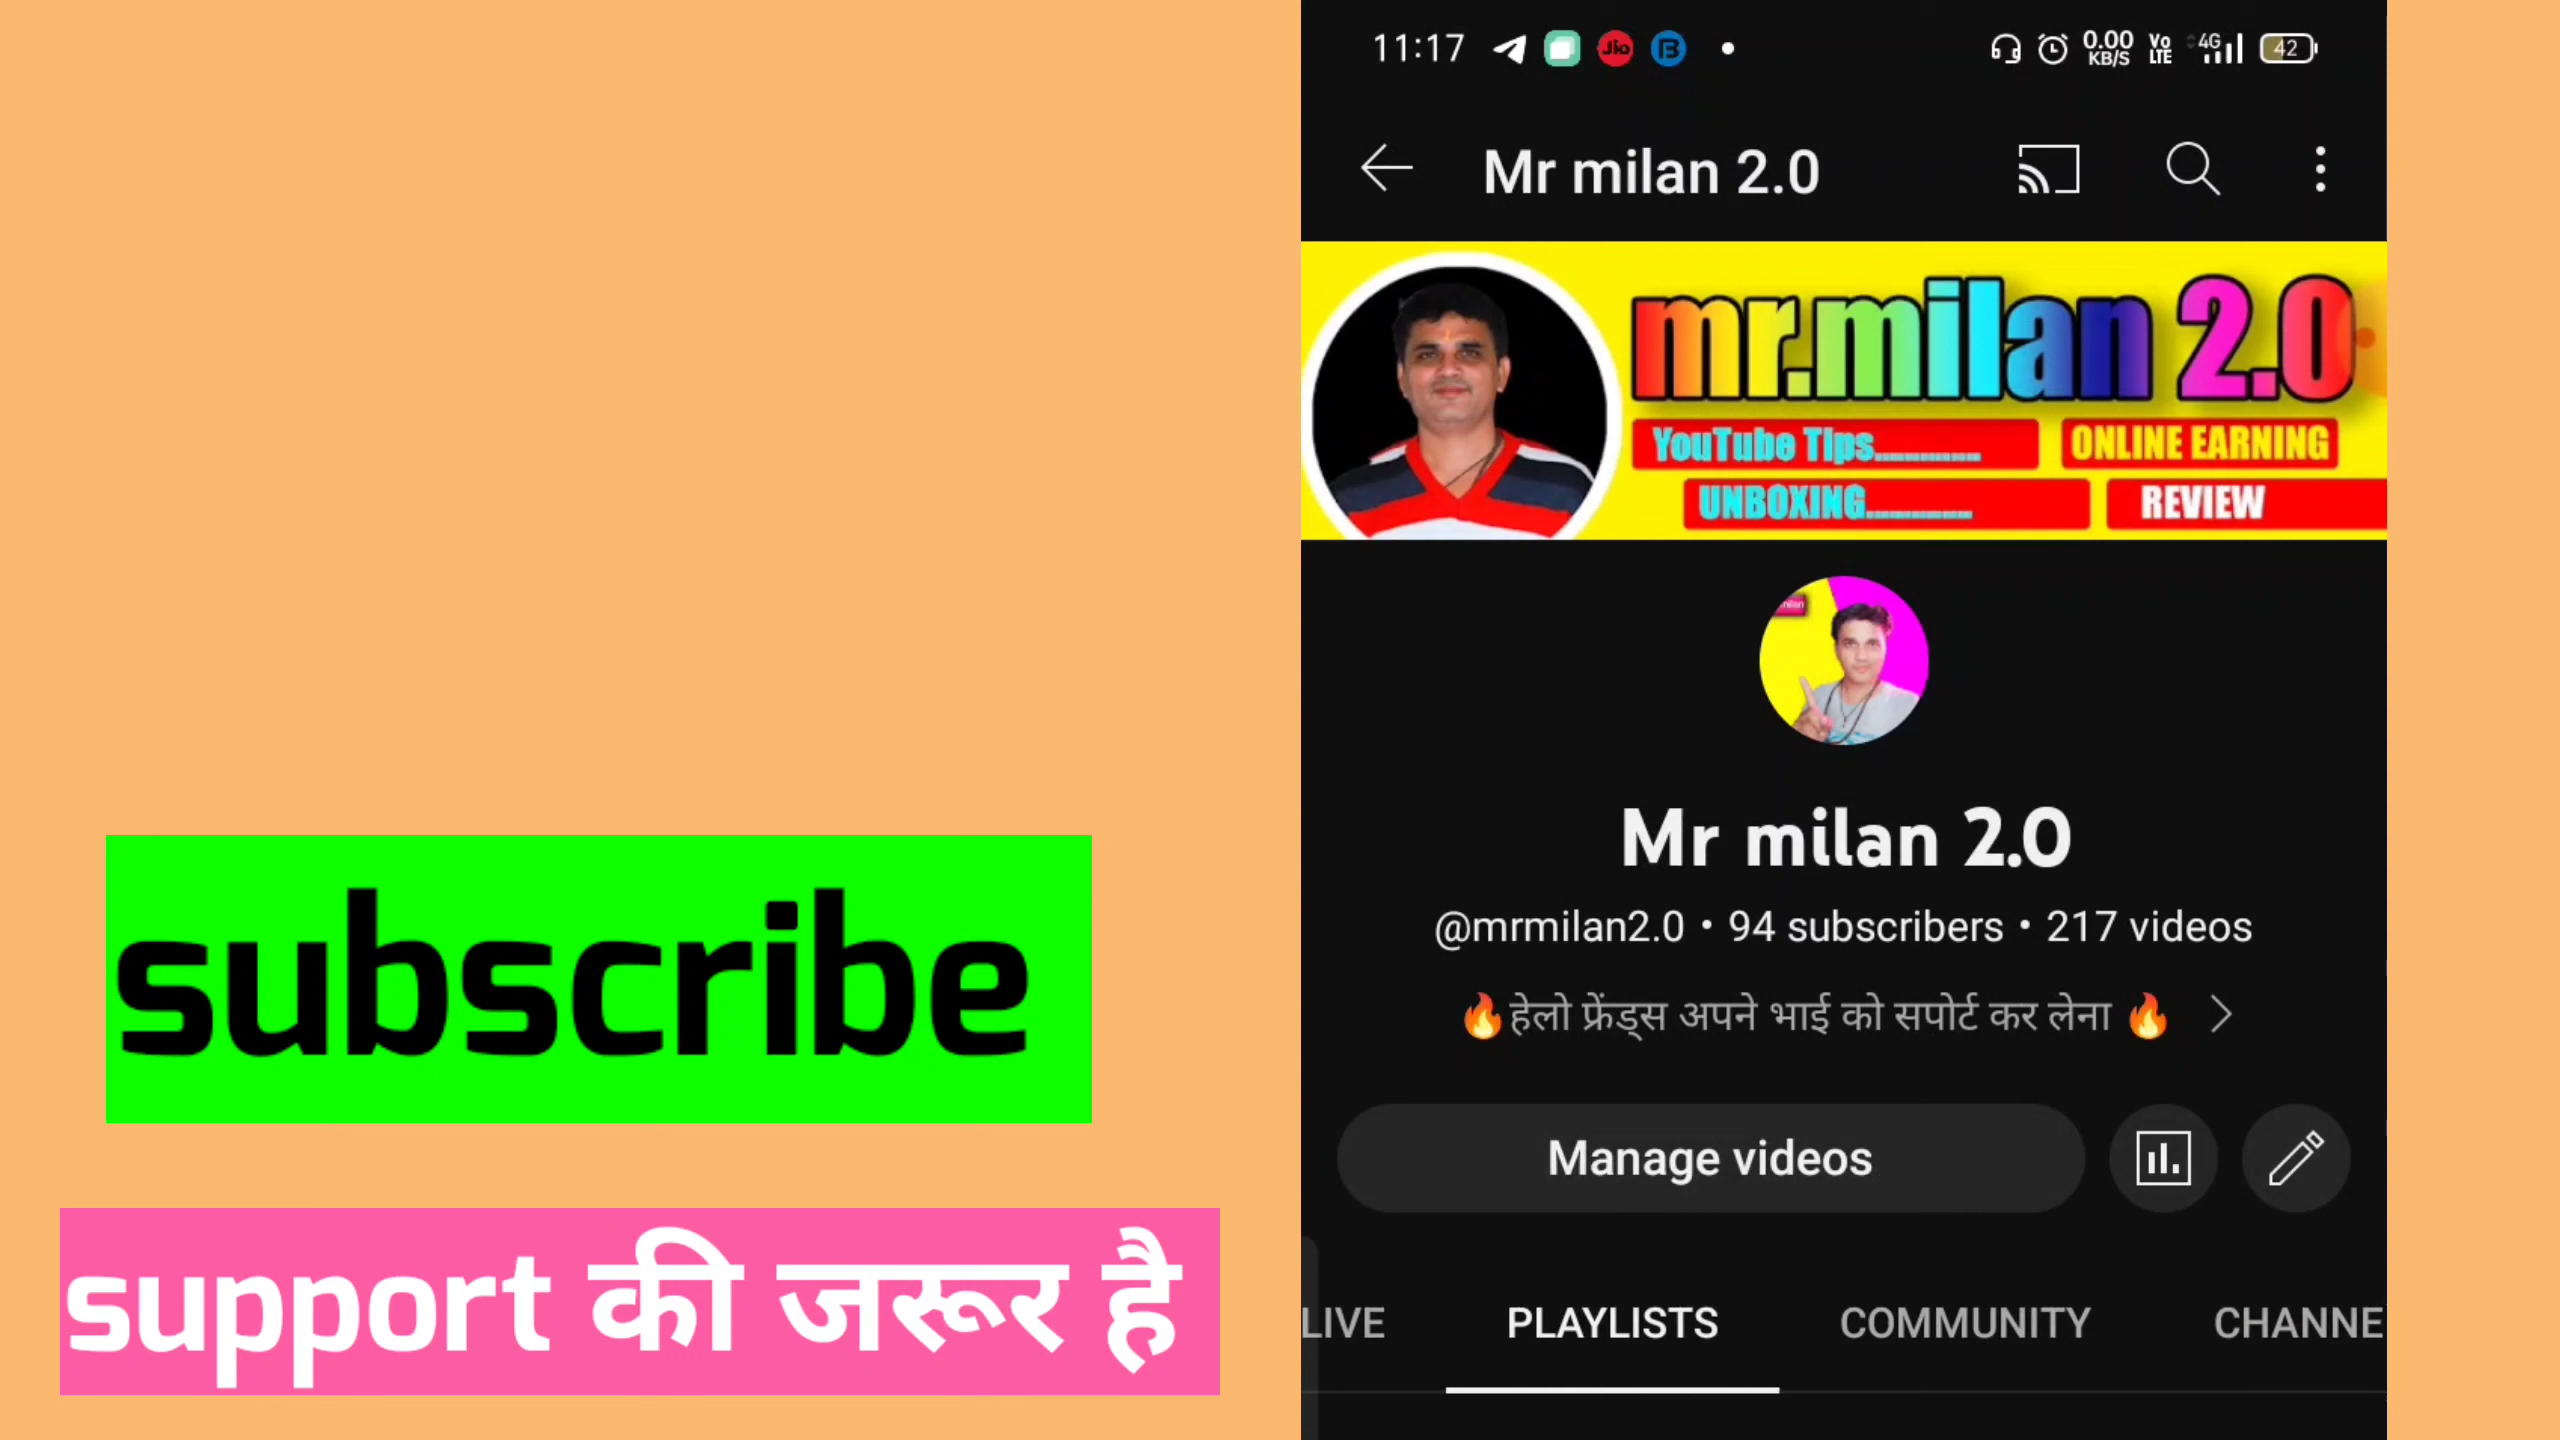 subscribe
support की जरूर है
11:17
Jio
B
0.00 KB/S
Vo LTE
4G
42
Mr milan 2.0
mr.milan 2.0
YouTube Tips...............
ONLINE EARNING
UNBOXING...............
REVIEW
milan
Mr milan 2.0
@mrmilan2.0 • 94 subscribers • 217 videos
🔥हेलो फ्रेंड्स अपने भाई को सपोर्ट कर लेना 🔥
Manage videos
LIVE
PLAYLISTS
COMMUNITY
CHANNE